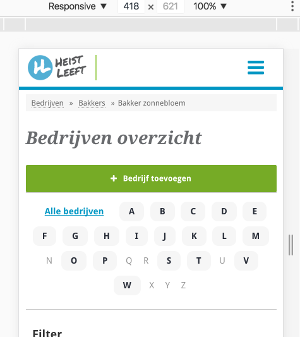 Responsive ▼ 418 × 621 100% ▼
HEIST
LEEFT
Bedrijven » Bakkers » Bakker zonnebloem
Bedrijven overzicht
+ Bedrijf toevoegen
Alle bedrijven A B C D E
F G H I J K L M
N O P Q R S T U V
W X Y Z
Filter